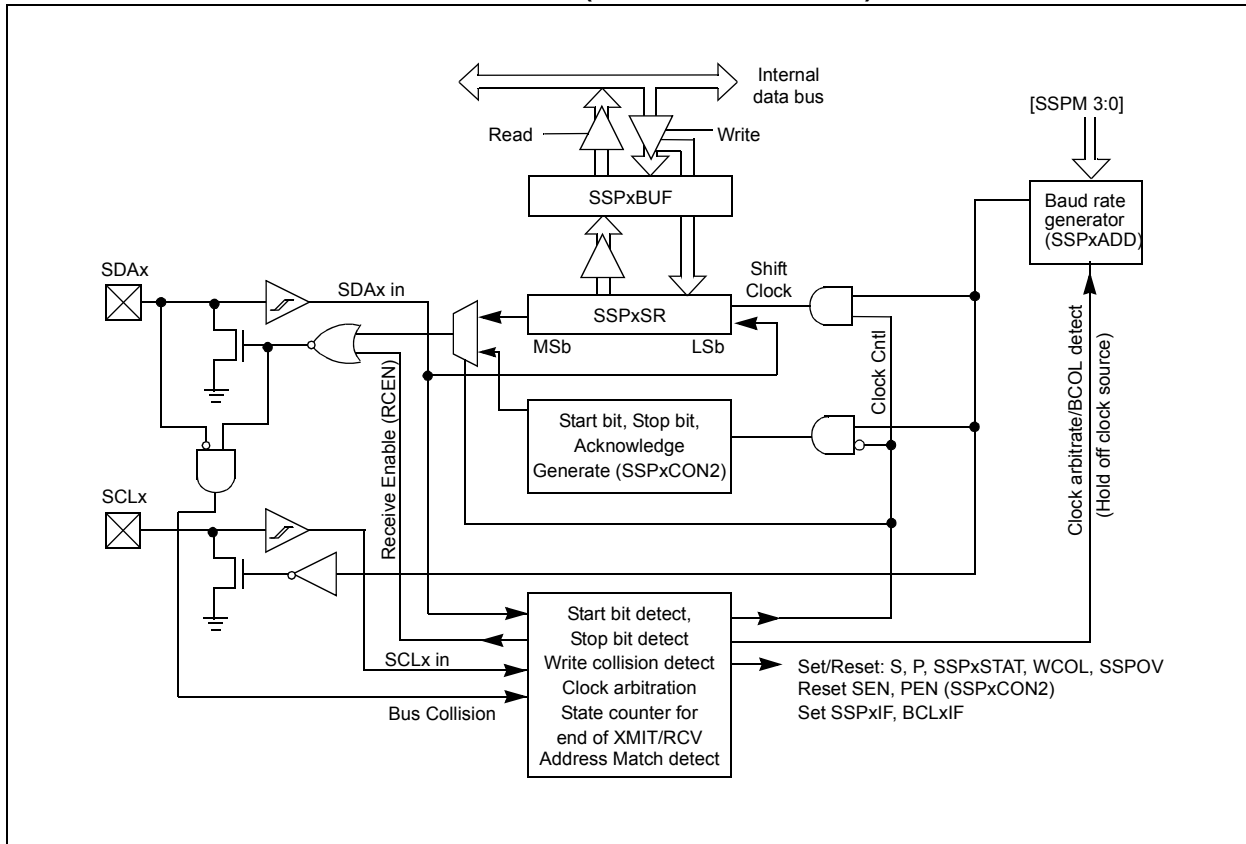 Internal
data bus
[SSPM 3:0]
Read
Write
SSPxBUF
Baud rate
generator
(SSPxADD)
SDAx
SDAx in
Shift
Clock
SSPxSR
MSb
LSb
Start bit, Stop bit,
Acknowledge
Generate (SSPxCON2)
Clock Cntl
Clock arbitrate/BCOL detect
(Hold off clock source)
Receive Enable (RCEN)
SCLx
SCLx in
Bus Collision
Start bit detect,
Stop bit detect
Write collision detect
Clock arbitration
State counter for
end of XMIT/RCV
Address Match detect
Set/Reset: S, P, SSPxSTAT, WCOL, SSPOV
Reset SEN, PEN (SSPxCON2)
Set SSPxIF, BCLxIF